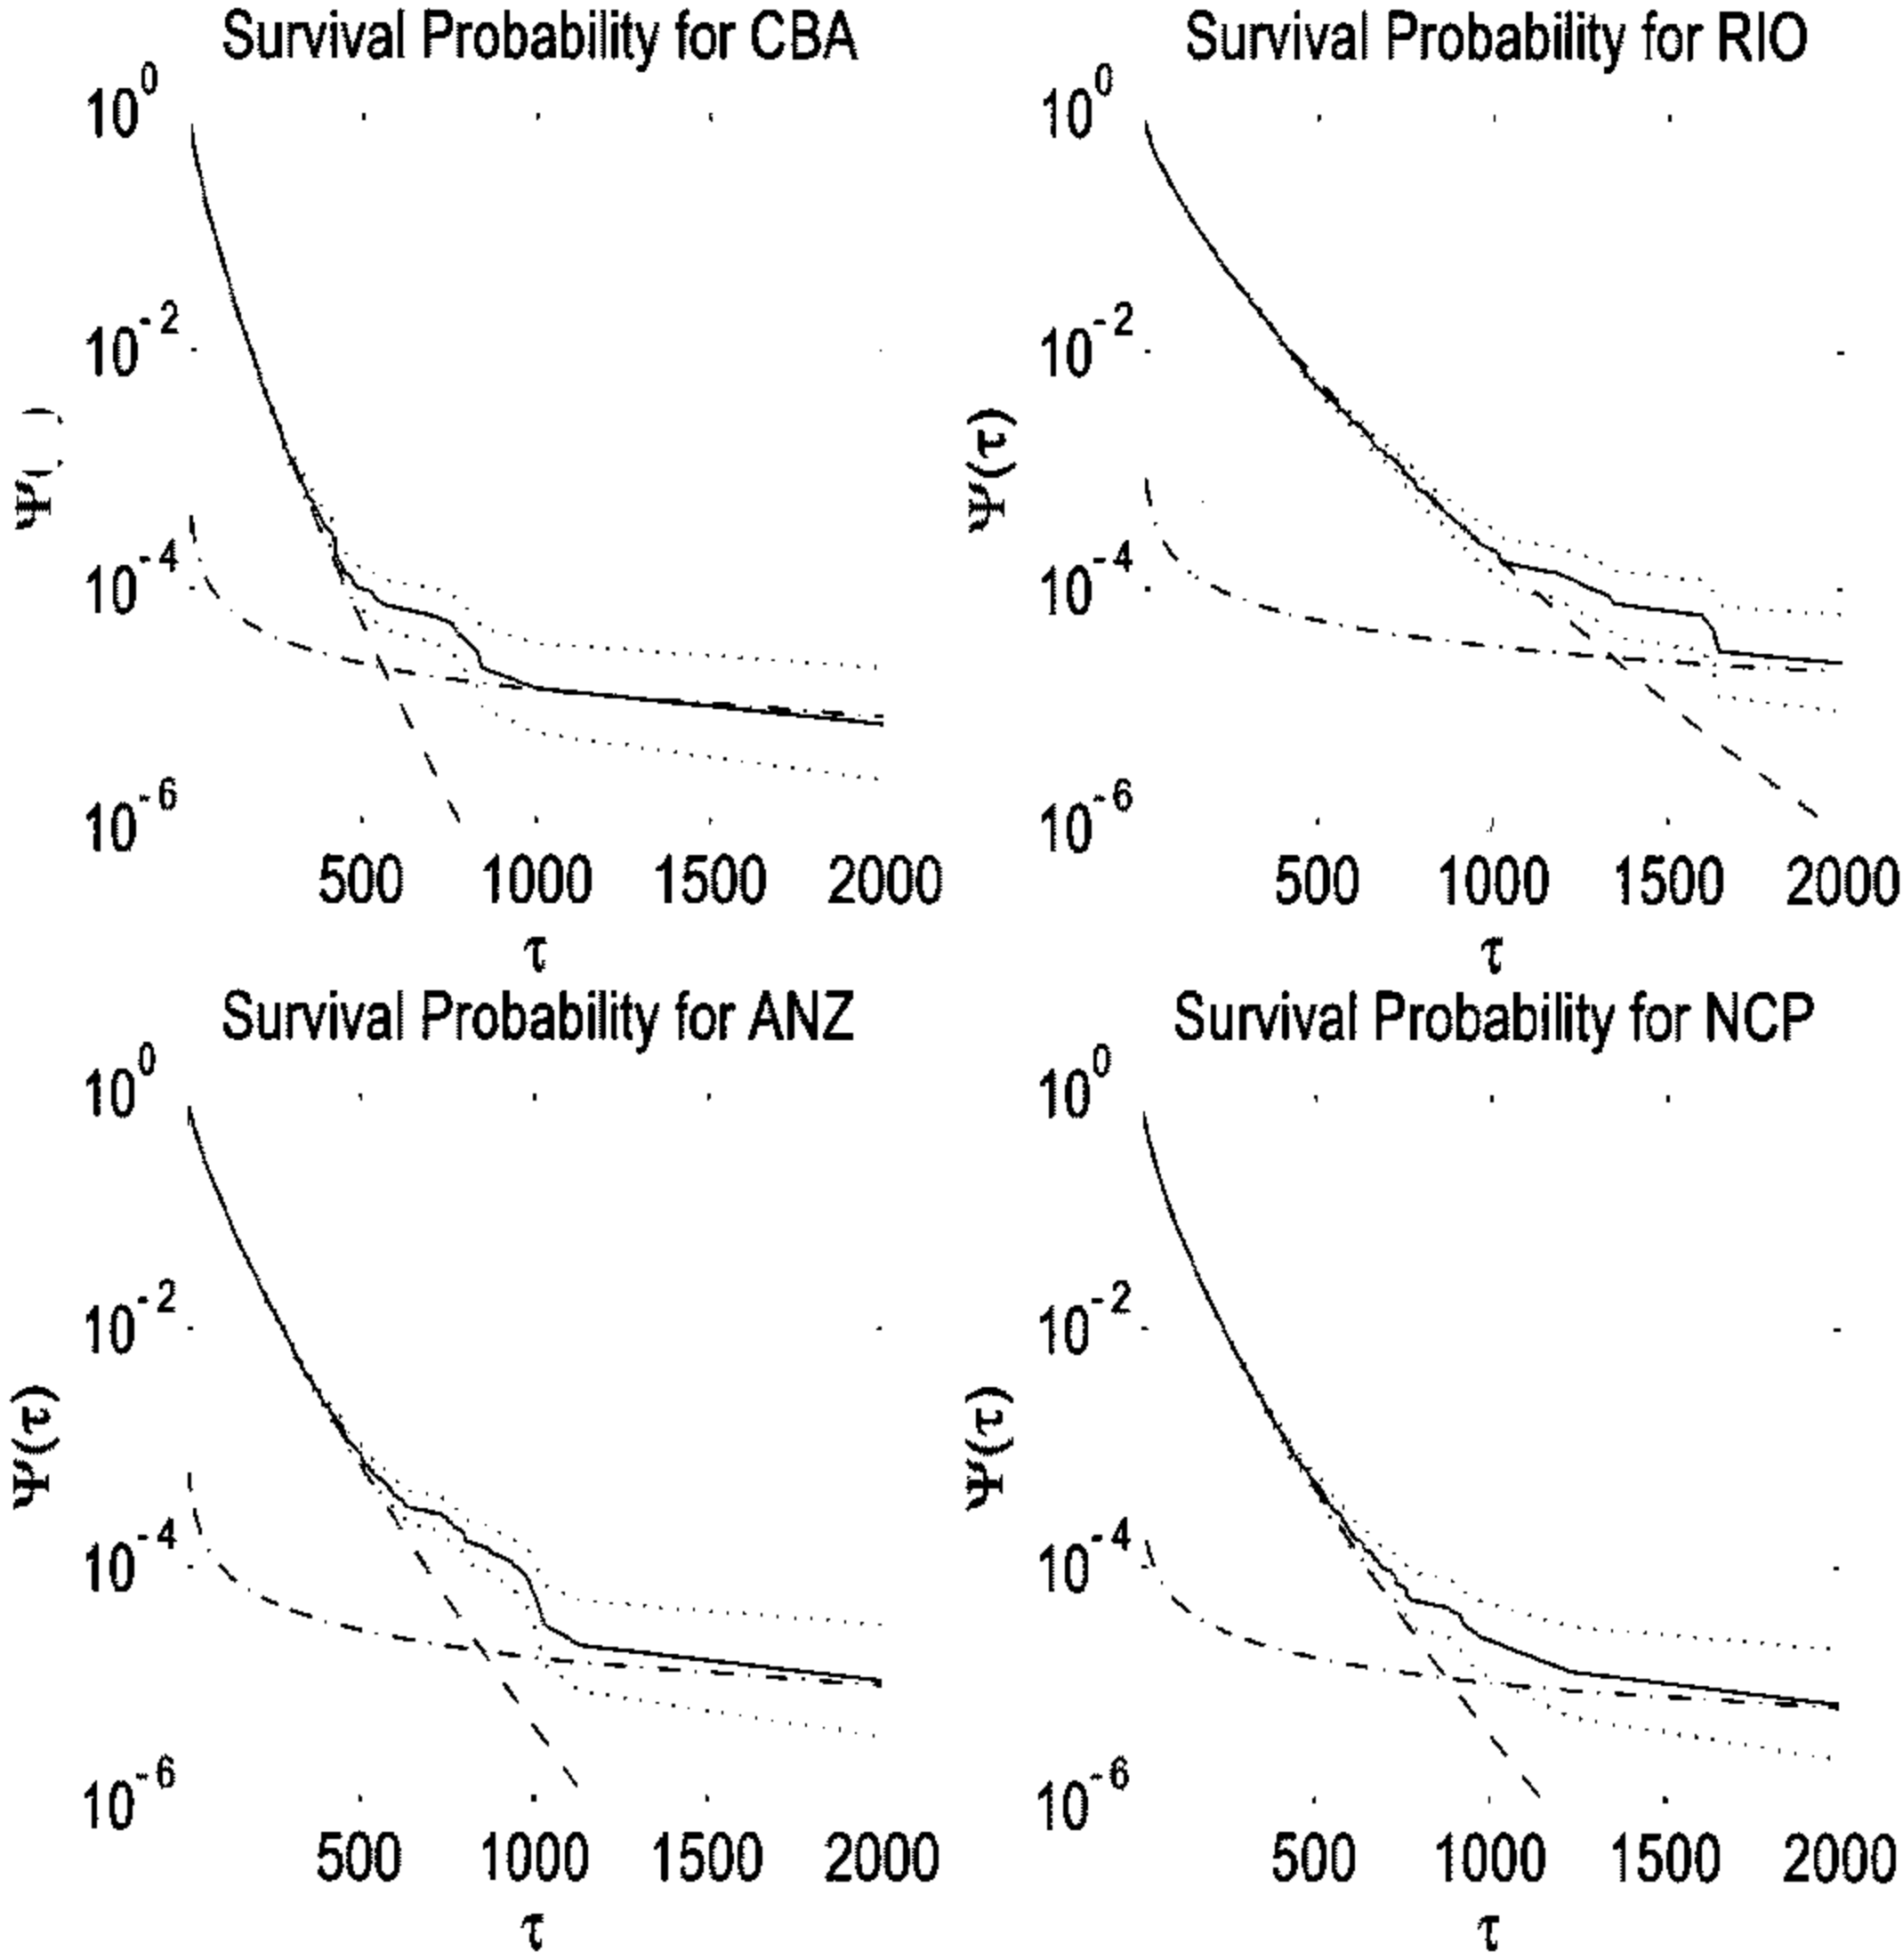 Survival Probability for CBA
10^0
10^-2
10^-4
10^-6
500 1000 1500 2000
τ
Survival Probability for RIO
Ψ(τ)
10^0
10^-2
10^-4
10^-6
500 1000 1500 2000
τ
Survival Probability for ANZ
Ψ(τ)
10^0
10^-2
10^-4
10^-6
500 1000 1500 2000
τ
Survival Probability for NCP
Ψ(τ)
10^0
10^-2
10^-4
10^-6
500 1000 1500 2000
τ